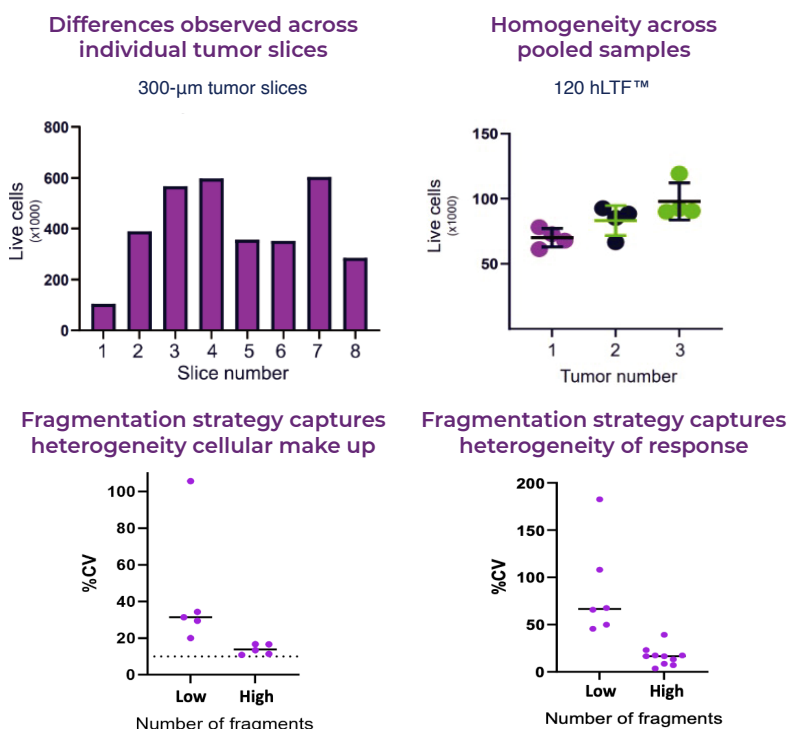 Differences observed across
individual tumor slices
300-µm tumor slices
Live cells
(x1000)
800
600
400
200
0
1 2 3 4 5 6 7 8
Slice number
Homogeneity across
pooled samples
120 hLTF™
Live cells
(x1000)
150
100
50
1 2 3
Tumor number
Fragmentation strategy captures
heterogeneity cellular make up
%CV
100
80
60
40
20
0
Low High
Number of fragments
Fragmentation strategy captures
heterogeneity of response
%CV
200
150
100
50
0
Low High
Number of fragments